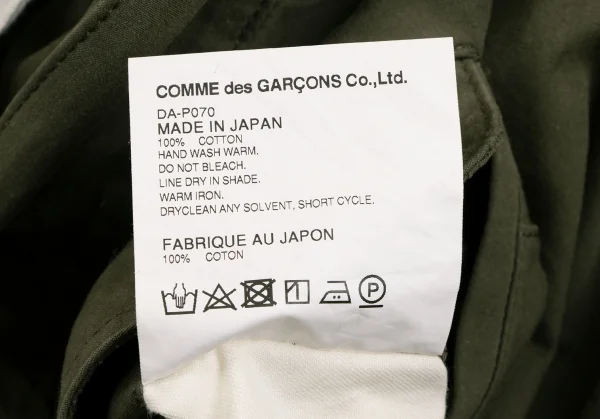 COMME des GARÇONS Co.,Ltd.
DA-P070
MADE IN JAPAN
100% COTTON
HAND WASH WARM.
DO NOT BLEACH.
LINE DRY IN SHADE.
WARM IRON.
DRYCLEAN ANY SOLVENT, SHORT CYCLE.
FABRIQUE AU JAPON
100% COTON
P